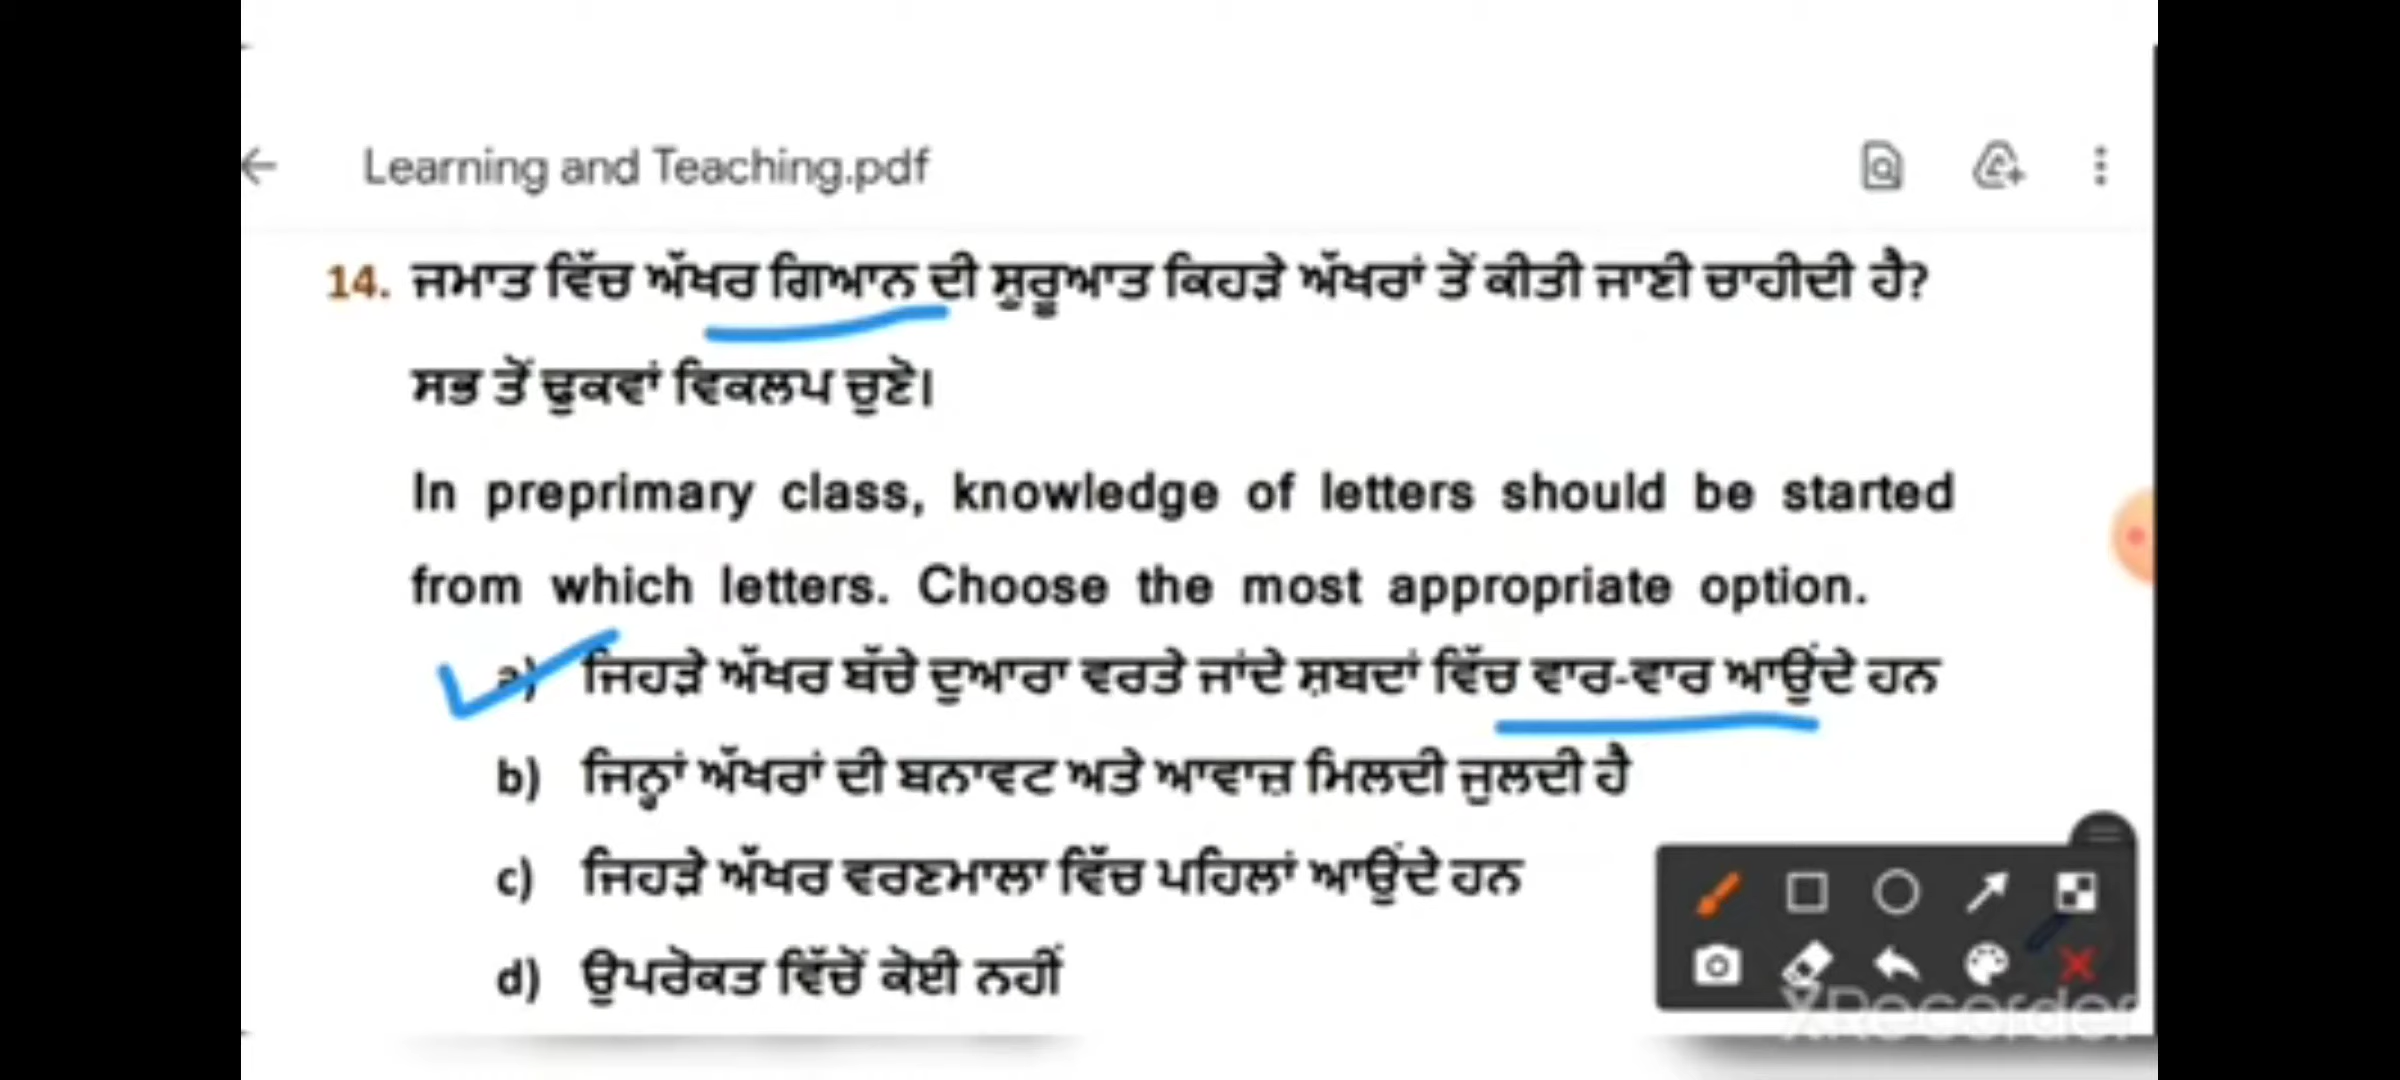 Learning and Teaching.pdf
14. ਜਮਾਤ ਵਿੱਚ ਅੱਖਰ ਗਿਆਨ ਦੀ ਸ਼ੁਰੂਆਤ ਕਿਹੜੇ ਅੱਖਰਾਂ ਤੋਂ ਕੀਤੀ ਜਾਣੀ ਚਾਹੀਦੀ ਹੈ?
ਸਭ ਤੋਂ ਢੁਕਵਾਂ ਵਿਕਲਪ ਚੁਣੋ।
In preprimary class, knowledge of letters should be started
from which letters. Choose the most appropriate option.
a) ਜਿਹੜੇ ਅੱਖਰ ਬੱਚੇ ਦੁਆਰਾ ਵਰਤੇ ਜਾਂਦੇ ਸ਼ਬਦਾਂ ਵਿੱਚ ਵਾਰ-ਵਾਰ ਆਉਂਦੇ ਹਨ
b) ਜਿਨ੍ਹਾਂ ਅੱਖਰਾਂ ਦੀ ਬਨਾਵਟ ਅਤੇ ਆਵਾਜ਼ ਮਿਲਦੀ ਜੁਲਦੀ ਹੈ
c) ਜਿਹੜੇ ਅੱਖਰ ਵਰਣਮਾਲਾ ਵਿੱਚ ਪਹਿਲਾਂ ਆਉਂਦੇ ਹਨ
d) ਉਪਰੋਕਤ ਵਿੱਚੋਂ ਕੋਈ ਨਹੀਂ
XRecorder